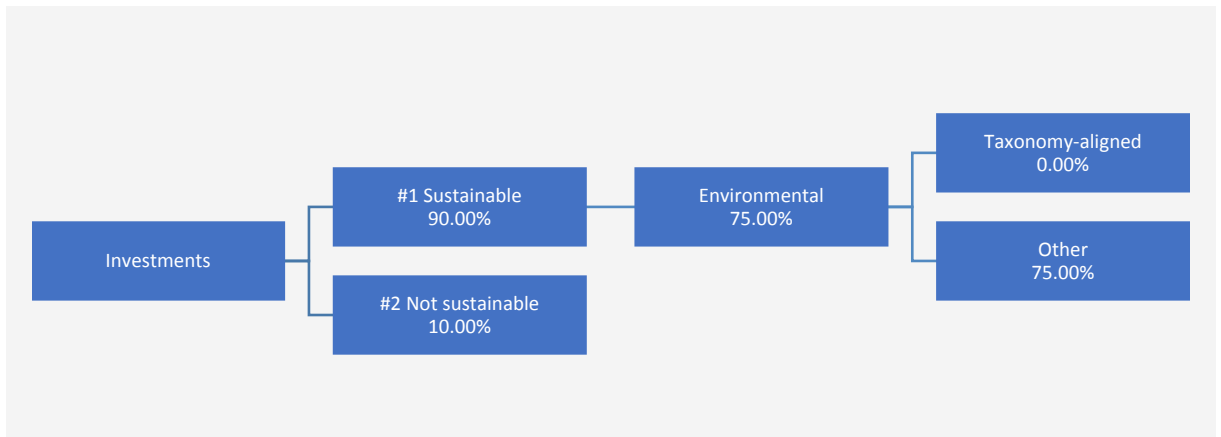 Investments
#1 Sustainable
90.00%
#2 Not sustainable
10.00%
Environmental
75.00%
Taxonomy-aligned
0.00%
Other
75.00%